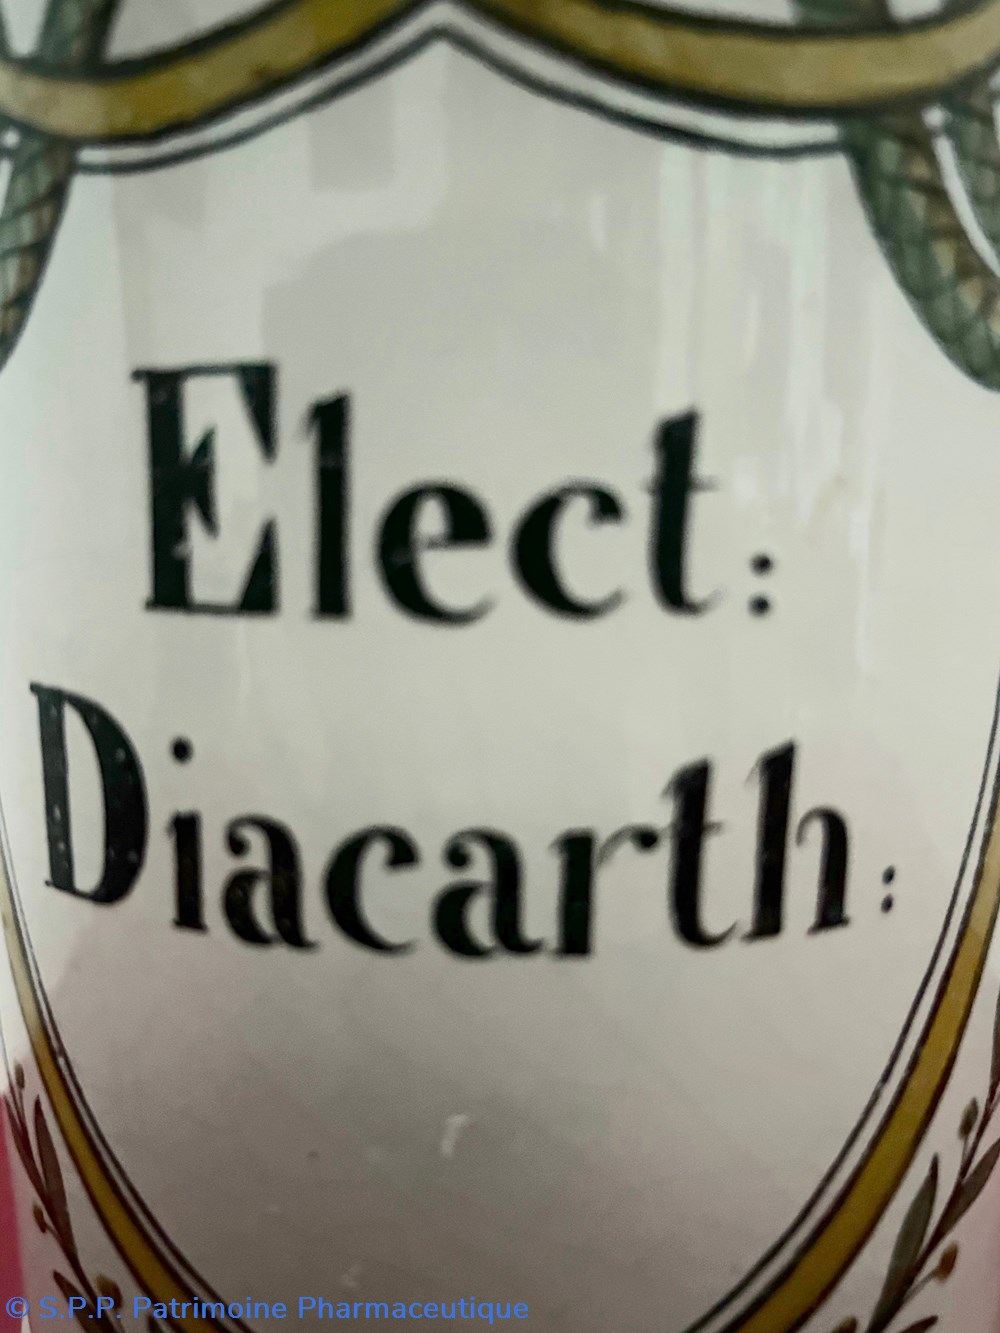 Elect:
Diacarth:
© S.P.P. Patrimoine Pharmaceutique